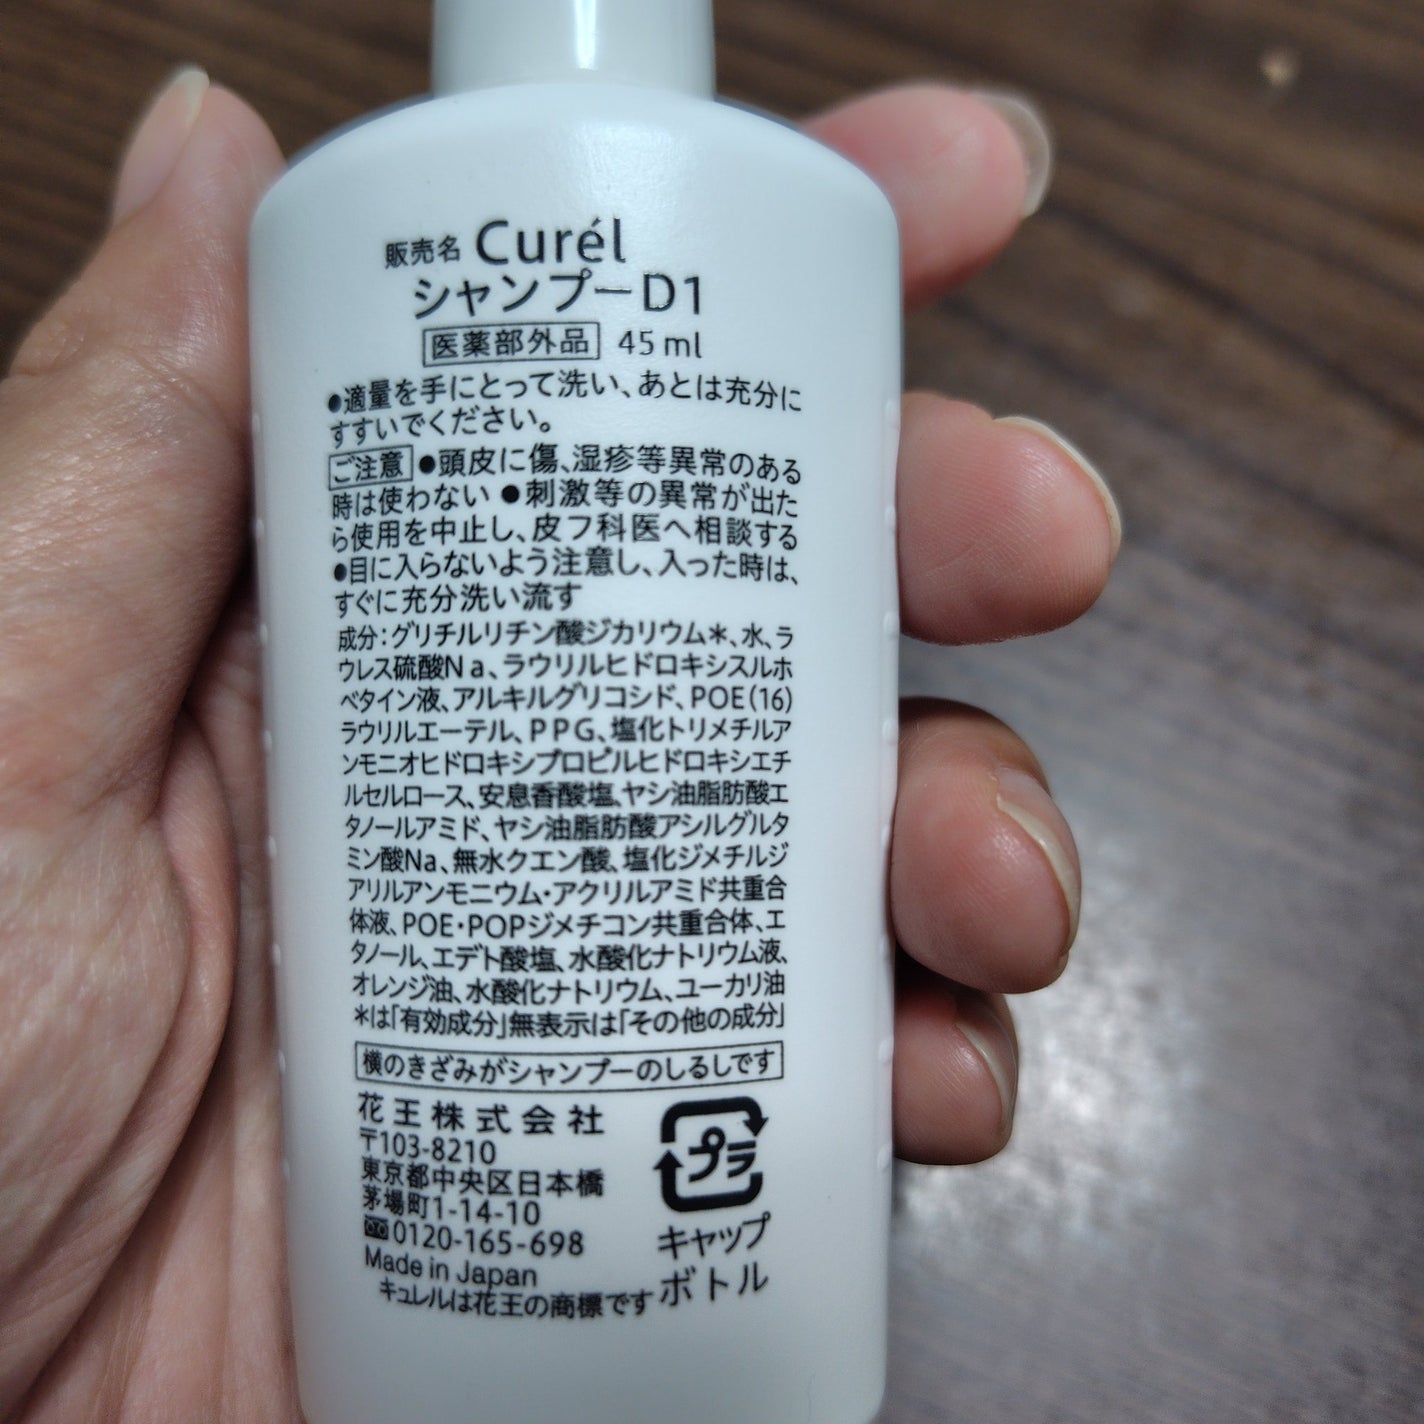 販売名 Curél
シャンプーD1
医薬部外品 45ml
●適量を手にとって洗い、あとは充分に
すすいでください。
ご注意 ●頭皮に傷、湿疹等異常のある
時は使わない ●刺激等の異常が出た
ら使用を中止し、皮フ科医へ相談する
●目に入らないよう注意し、入った時は、
すぐに充分洗い流す
成分：グリチルリチン酸ジカリウム＊、水、ラ
ウレス硫酸Na、ラウリルヒドロキシスルホ
ベタイン液、アルキルグリコシド、POE(16)
ラウリルエーテル、PPG、塩化トリメチルア
ンモニオヒドロキシプロピルヒドロキシエチ
ルセルロース、安息香酸塩、ヤシ油脂肪酸エ
タノールアミド、ヤシ油脂肪酸アシルグルタ
ミン酸Na、無水クエン酸、塩化ジメチルジ
アリルアンモニウム・アクリルアミド共重合
体液、POE・POPジメチコン共重合体、エ
タノール、エデト酸塩、水酸化ナトリウム液、
オレンジ油、水酸化ナトリウム、ユーカリ油
＊は「有効成分」無表示は「その他の成分」
横のきざみがシャンプーのしるしです
花王株式会社
〒103-8210
東京都中央区日本橋
茅場町1-14-10
0120-165-698
Made in Japan
キュレルは花王の商標です
プラ
キャップ
ボトル